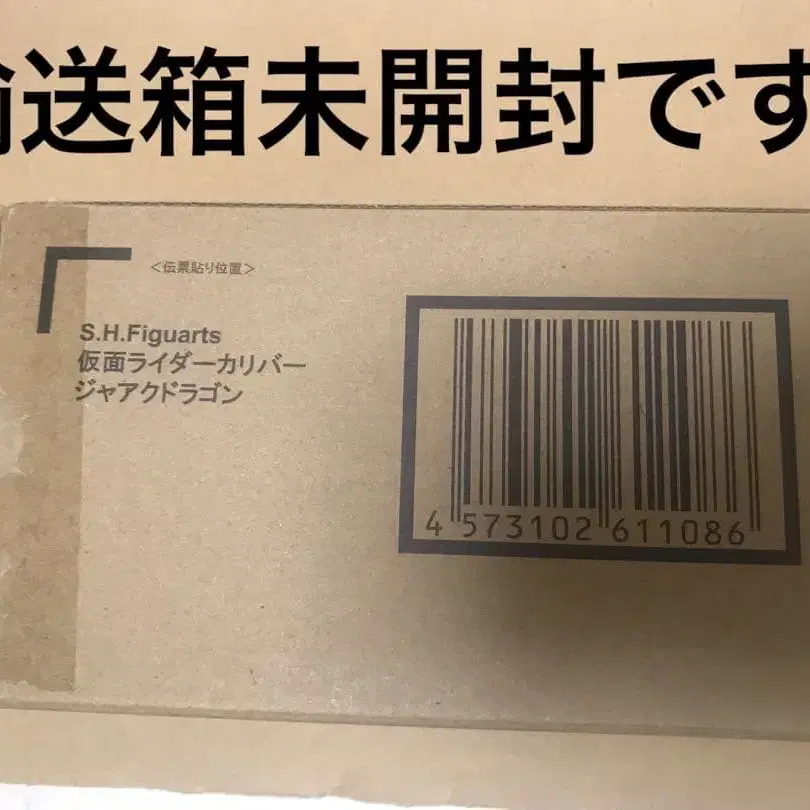 輸送箱未開封です
<伝票貼り位置>
S.H.Figuarts
仮面ライダーカリバー
ジャアクドラゴン
4 573102 611086